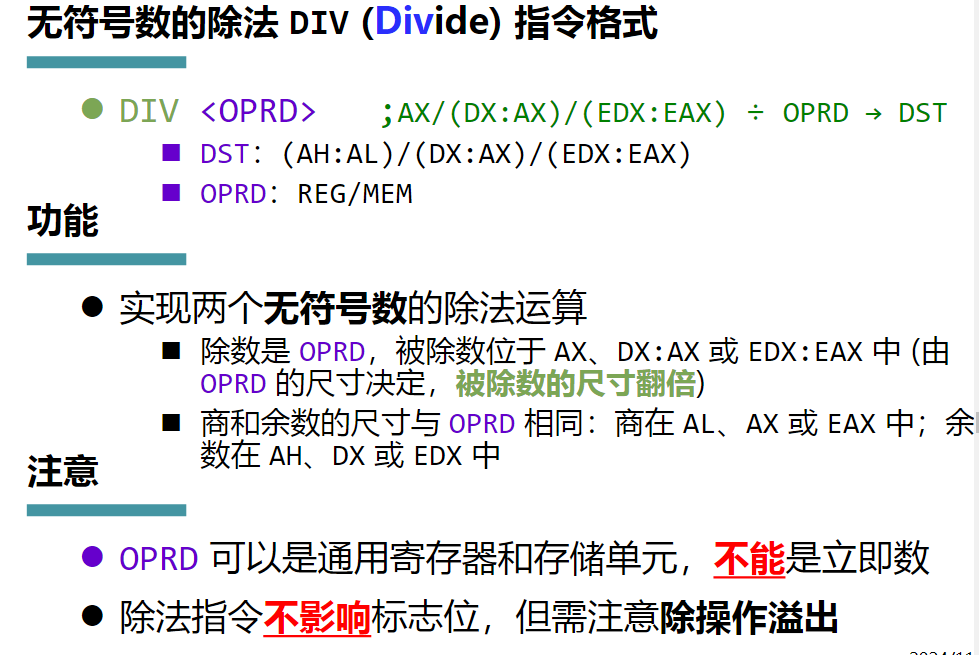 无符号数的除法 DIV (Divide) 指令格式
DIV <OPRD> ;AX/(DX:AX)/(EDX:EAX) ÷ OPRD → DST
DST：(AH:AL)/(DX:AX)/(EDX:EAX)
OPRD：REG/MEM
功能
实现两个无符号数的除法运算
除数是 OPRD，被除数位于 AX、DX:AX 或 EDX:EAX 中 (由
OPRD 的尺寸决定，被除数的尺寸翻倍)
商和余数的尺寸与 OPRD 相同：商在 AL、AX 或 EAX 中；余
数在 AH、DX 或 EDX 中
注意
OPRD 可以是通用寄存器和存储单元，不能是立即数
除法指令不影响标志位，但需注意除操作溢出